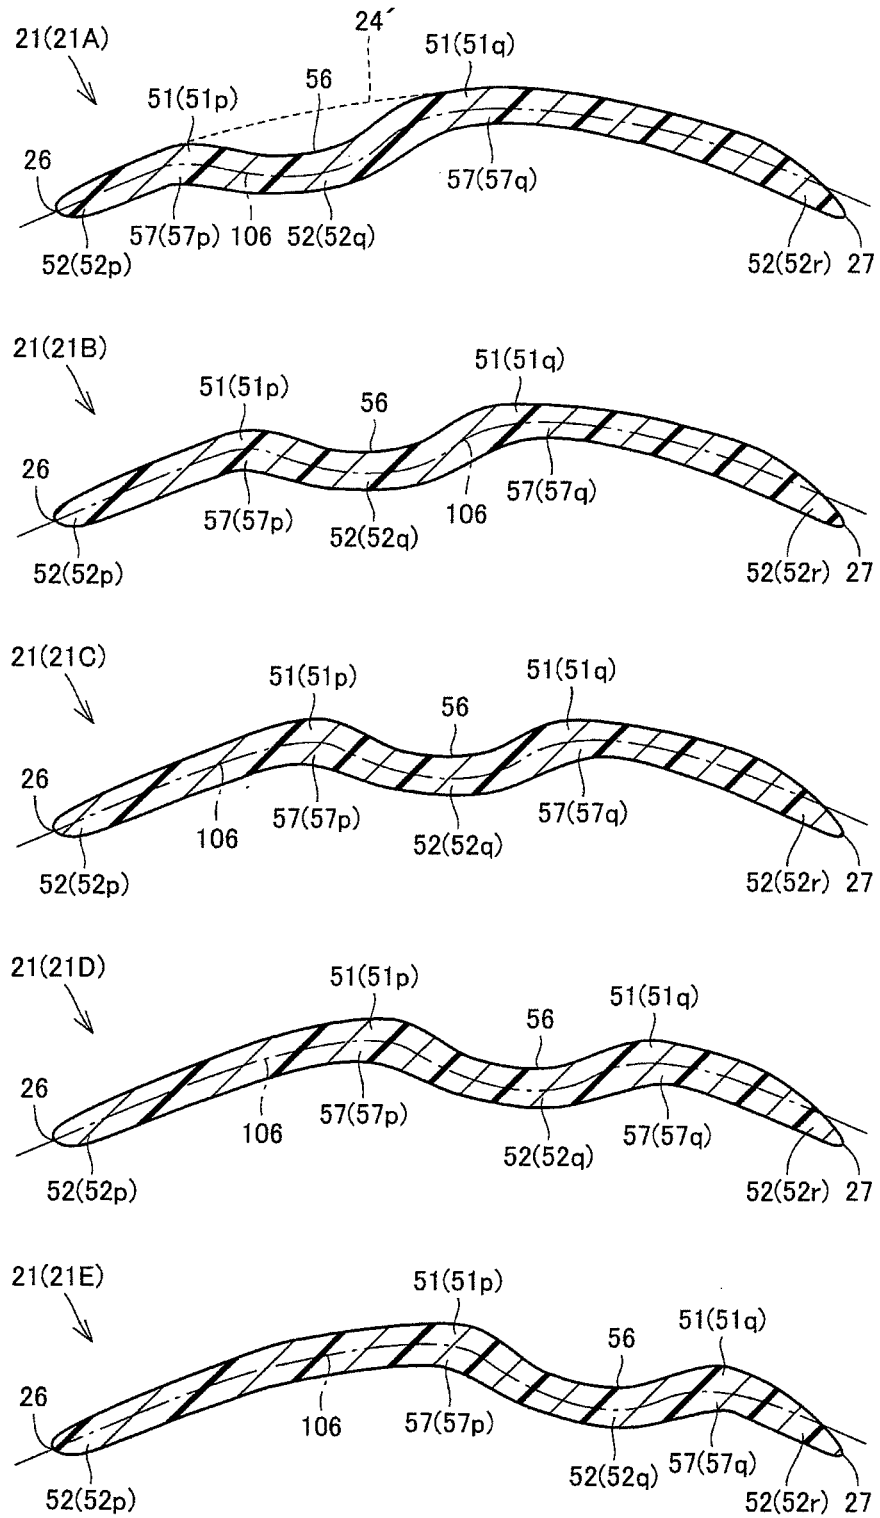 24´
21(21A)
51(51q)
56
51(51p)
26
57(57q)
57(57p)
106
52(52q)
52(52p)
52(52r)
27
21(21B)
51(51q)
51(51p)
56
26
57(57q)
106
57(57p)
52(52q)
52(52p)
52(52r)
27
21(21C)
51(51p)
51(51q)
56
26
57(57p)
57(57q)
106
52(52q)
52(52p)
52(52r)
27
21(21D)
51(51p)
51(51q)
56
26
57(57p)
106
57(57q)
52(52q)
52(52p)
52(52r)
27
21(21E)
51(51p)
51(51q)
56
26
106
57(57p)
57(57q)
52(52q)
52(52p)
52(52r)
27